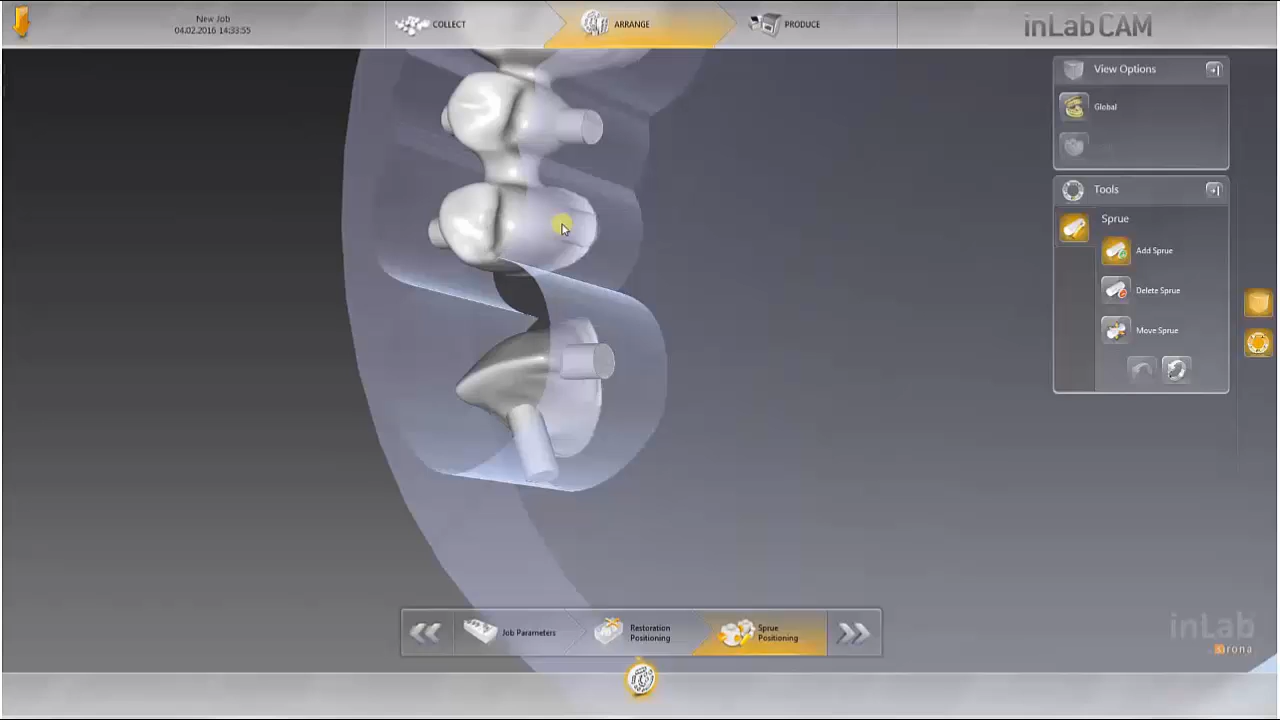 New Job
04.02.2016 14:33:55
COLLECT
ARRANGE
PRODUCE
inLab CAM
View Options
Global
Tools
Sprue
Add Sprue
Delete Sprue
Move Sprue
Job Parameters
Restoration
Positioning
Sprue
Positioning
inLab
sirona